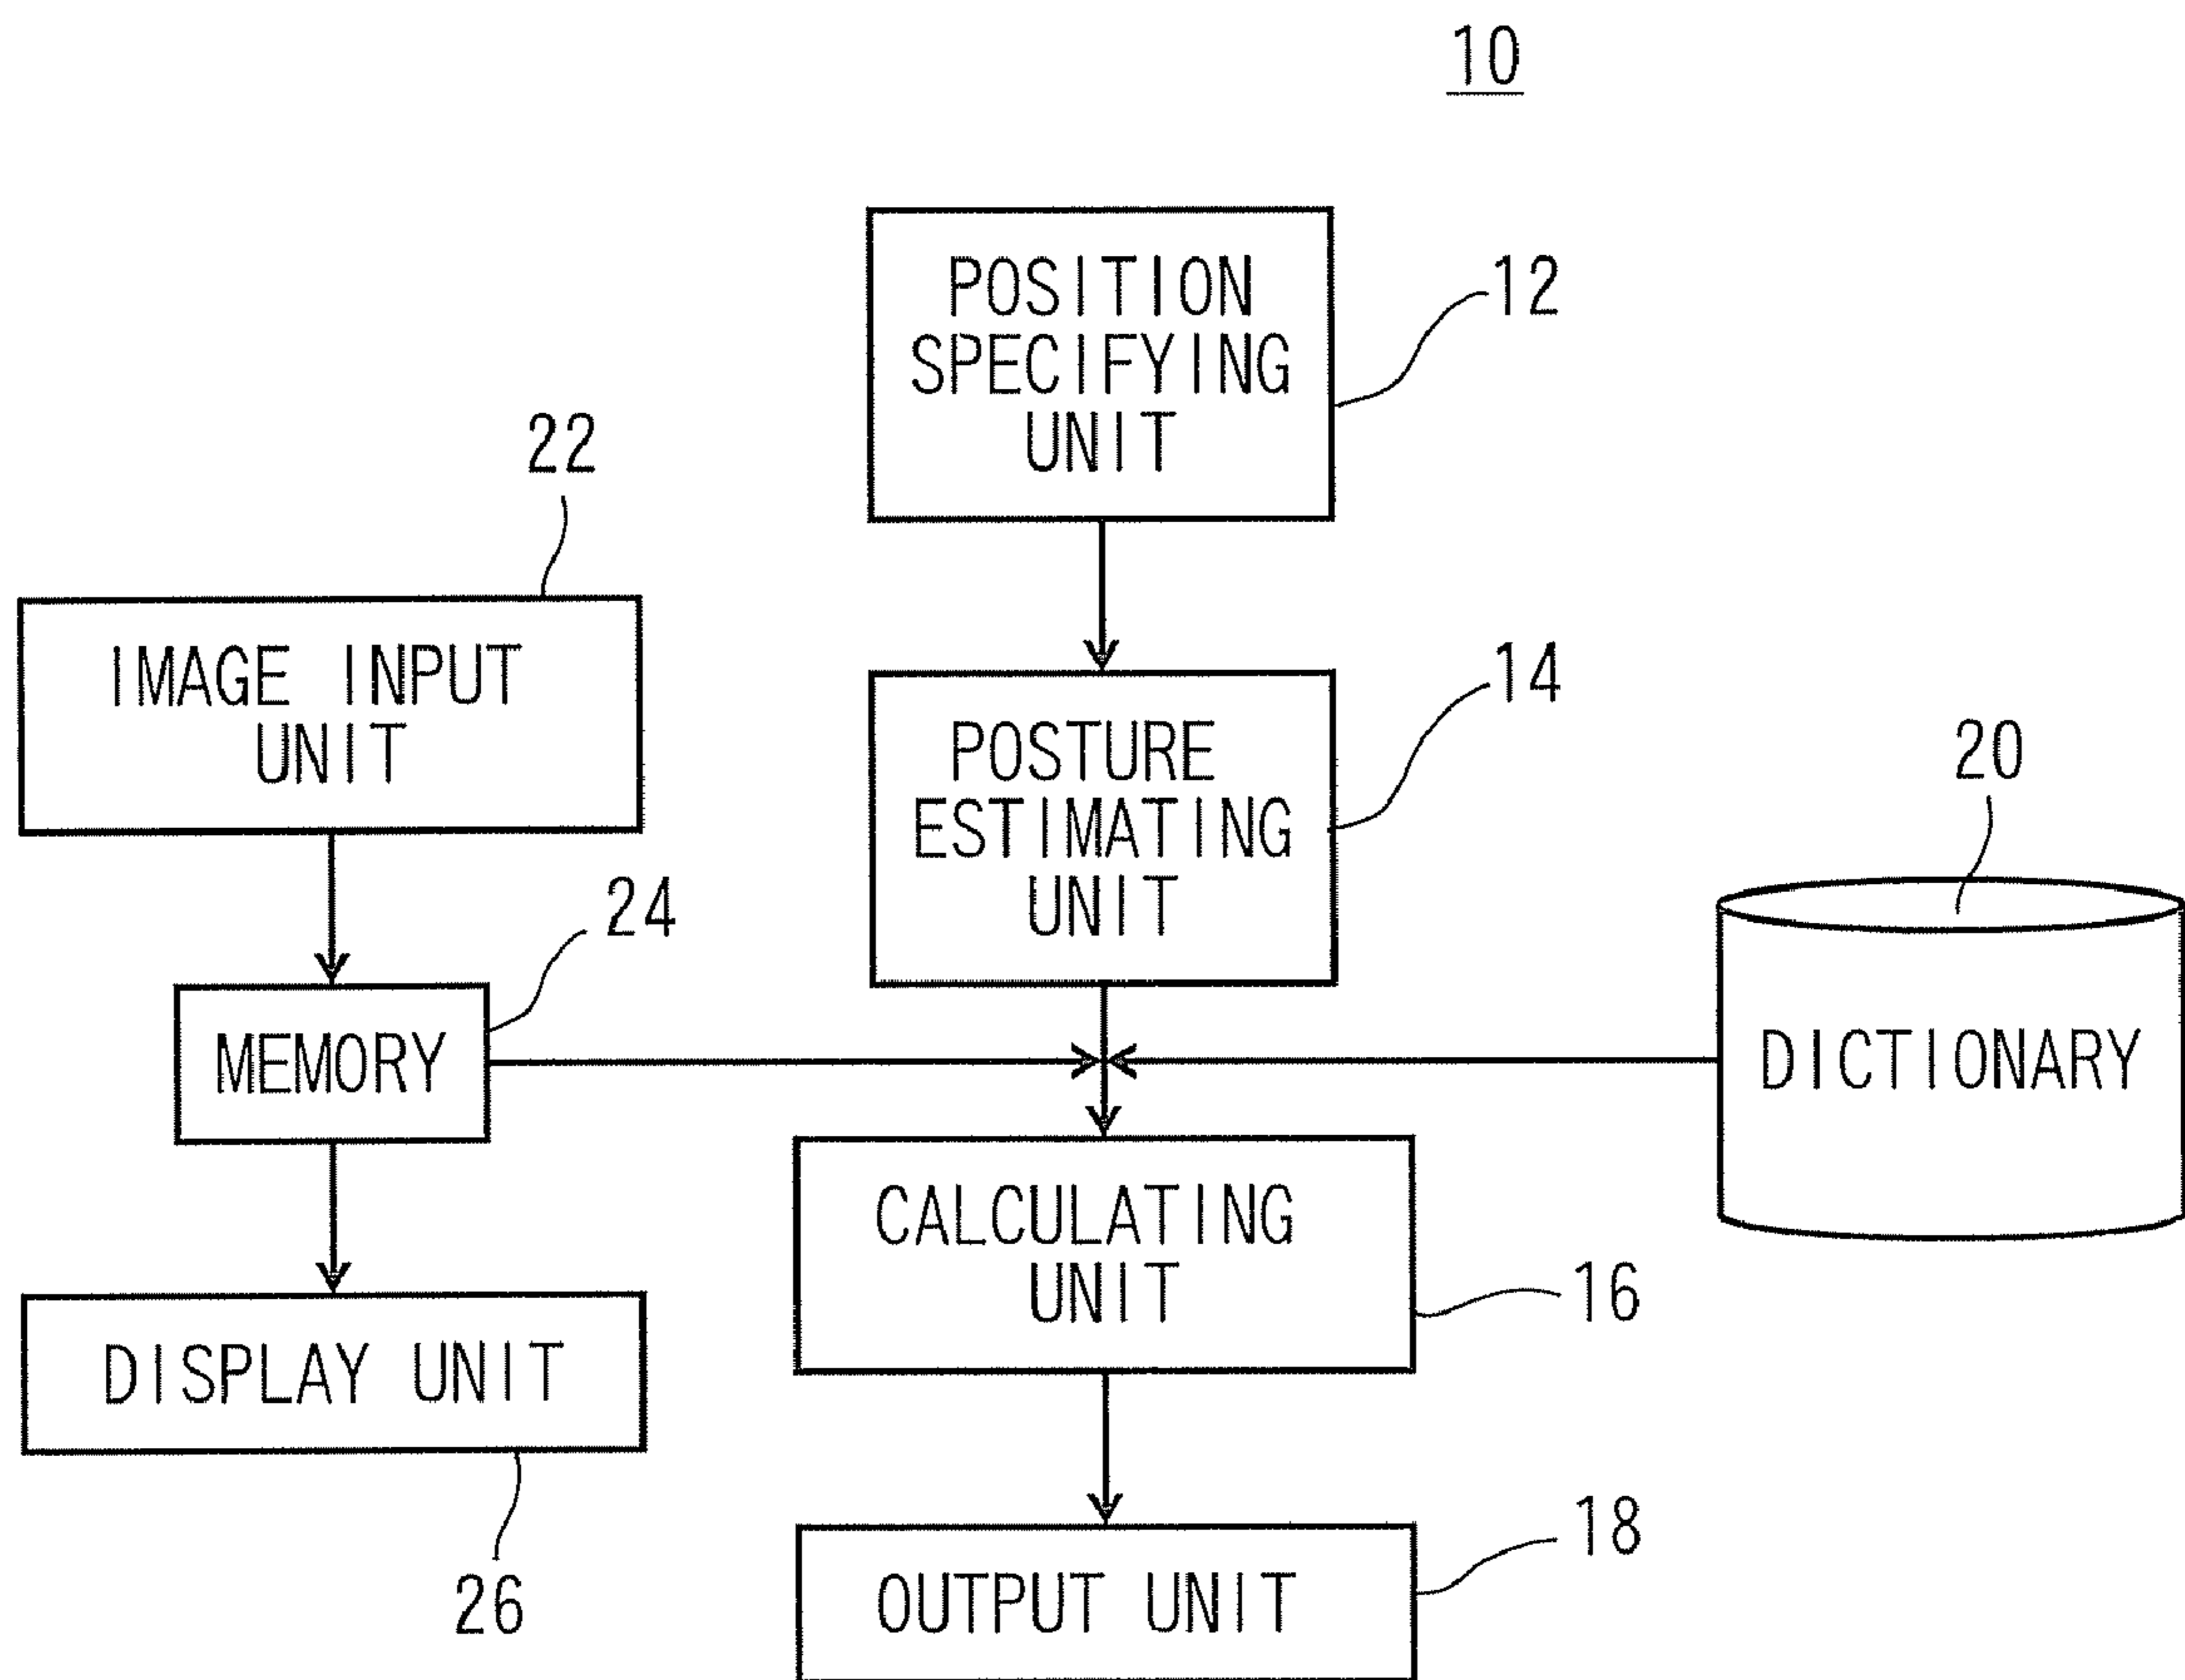 10
POSITION
SPECIFYING
UNIT
12
22
IMAGE INPUT
UNIT
POSTURE
ESTIMATING
UNIT
14
20
24
MEMORY
DICTIONARY
CALCULATING
UNIT
16
DISPLAY UNIT
26
OUTPUT UNIT
18